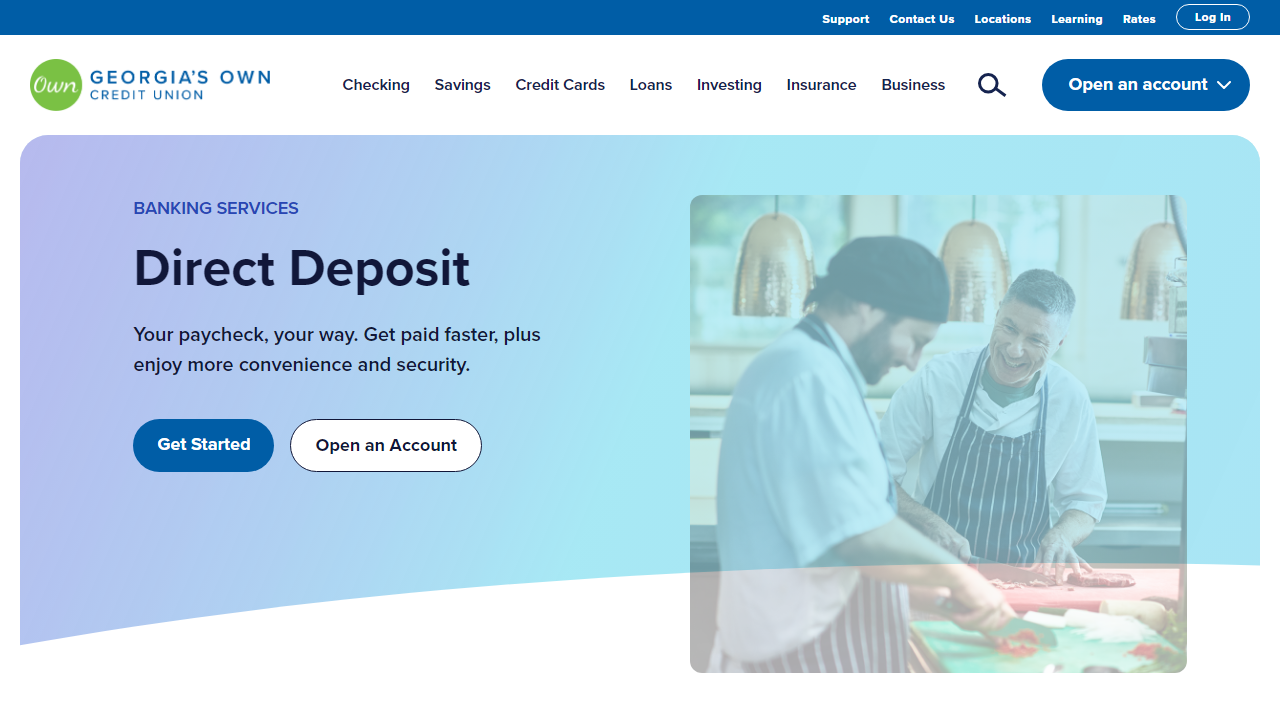 Support Contact Us Locations Learning Rates Log In
Own GEORGIA'S OWN
CREDIT UNION
Checking Savings Credit Cards Loans Investing Insurance Business Open an account
BANKING SERVICES
Direct Deposit
Your paycheck, your way. Get paid faster, plus
enjoy more convenience and security.
Get Started Open an Account